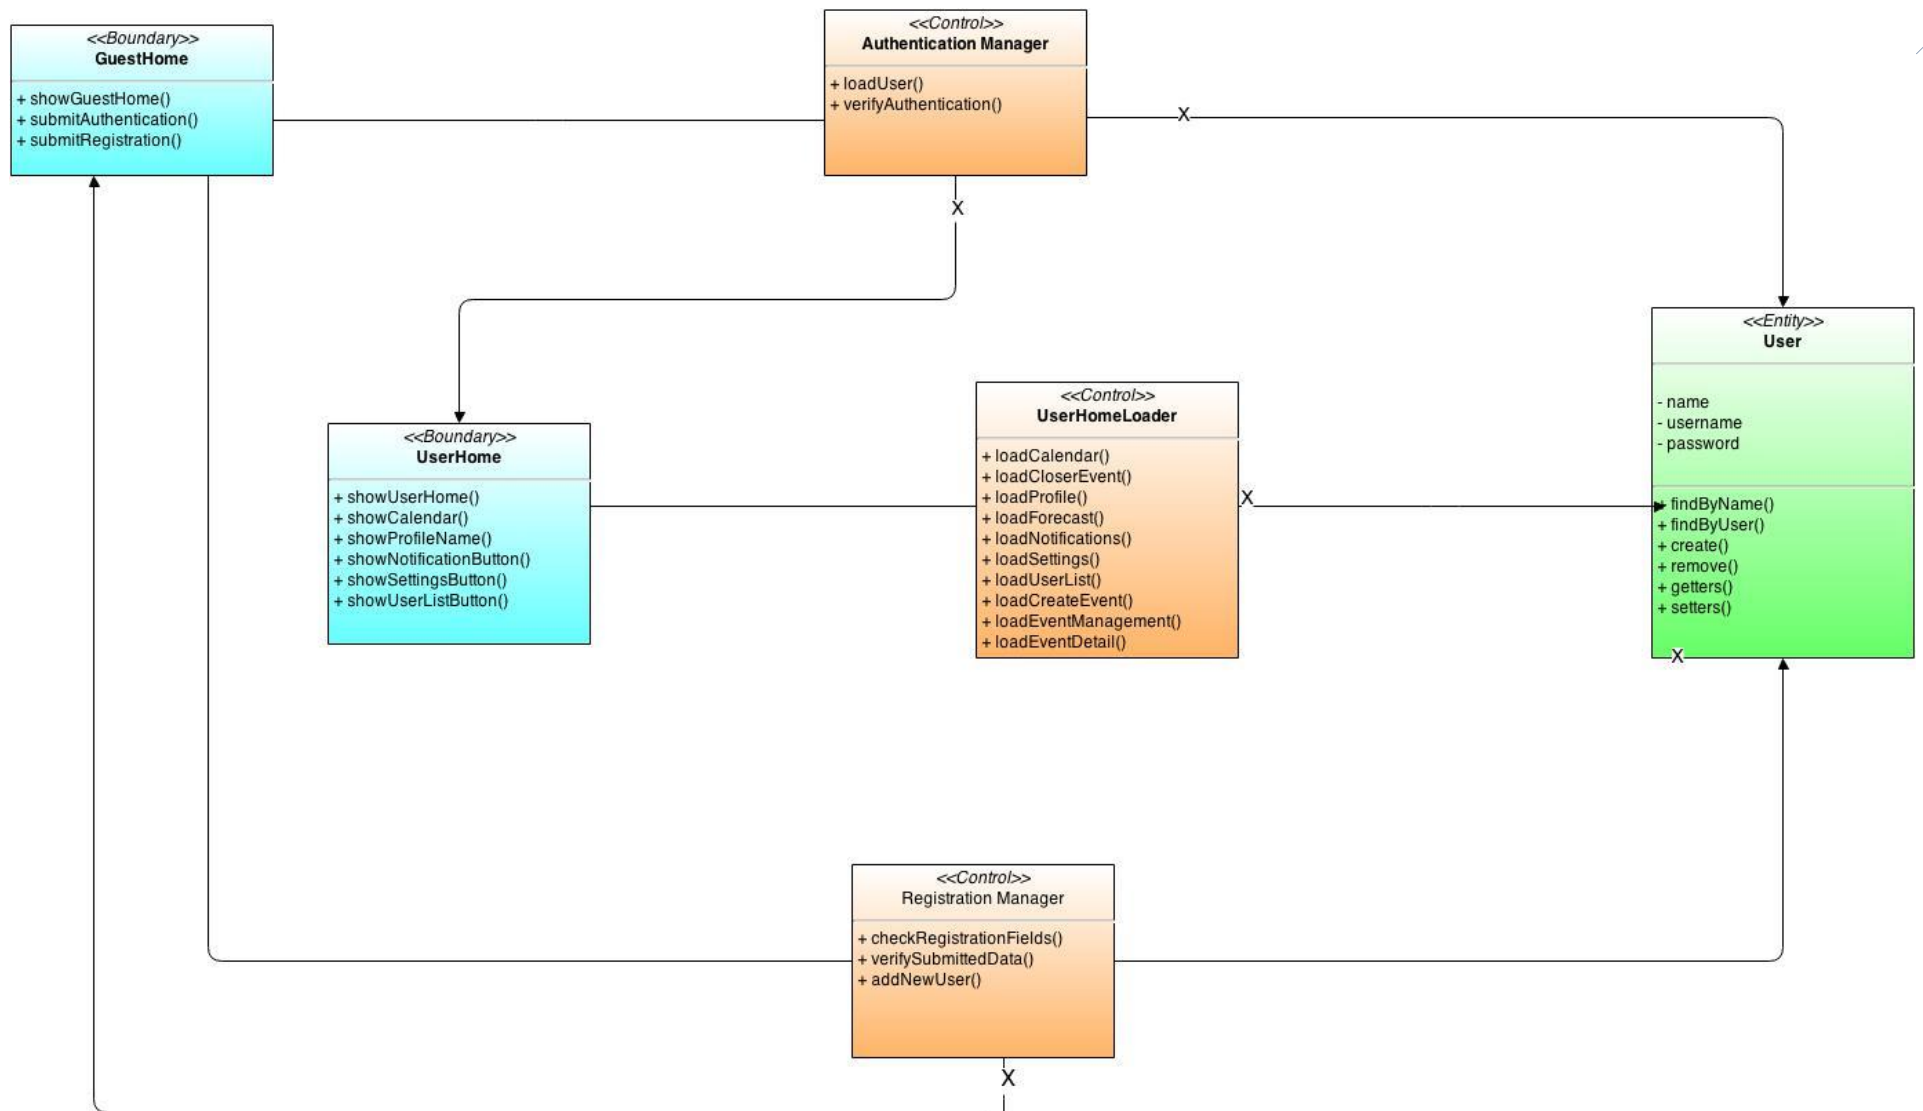 <<Boundary>>
GuestHome
+ showGuestHome()
+ submitAuthentication()
+ submitRegistration()
<<Control>>
Authentication Manager
+ loadUser()
+ verifyAuthentication()
X
X
<<Entity>>
User
- name
- username
- password
+ findByName()
+ findByUser()
+ create()
+ remove()
+ getters()
+ setters()
X
<<Boundary>>
UserHome
+ showUserHome()
+ showCalendar()
+ showProfileName()
+ showNotificationButton()
+ showSettingsButton()
+ showUserListButton()
<<Control>>
UserHomeLoader
+ loadCalendar()
+ loadCloserEvent()
+ loadProfile()
+ loadForecast()
+ loadNotifications()
+ loadSettings()
+ loadUserList()
+ loadCreateEvent()
+ loadEventManagement()
+ loadEventDetail()
X
<<Control>>
Registration Manager
+ checkRegistrationFields()
+ verifySubmittedData()
+ addNewUser()
X